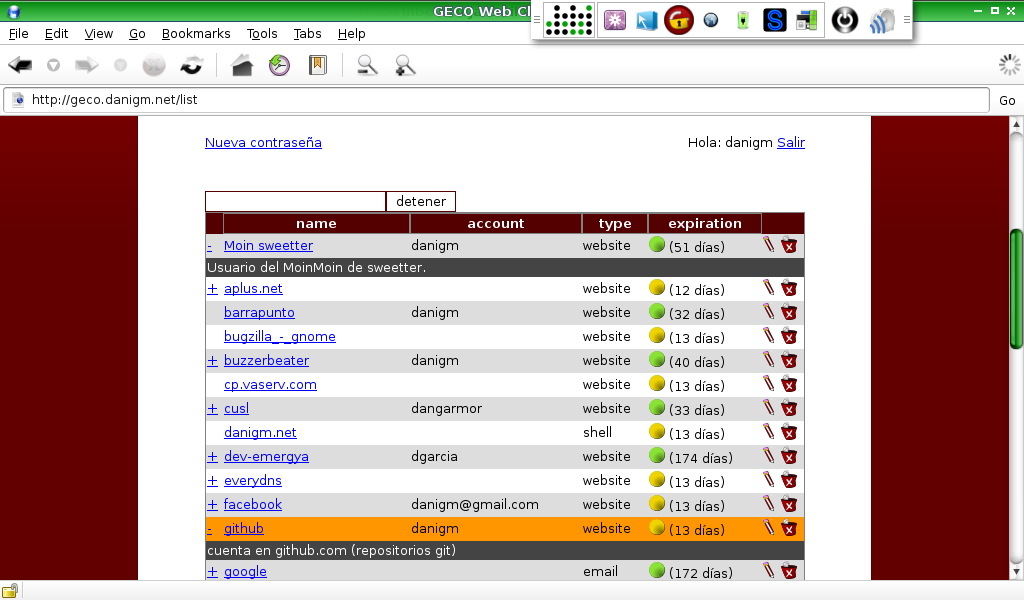 GECO Web Cl
File Edit View Go Bookmarks Tools Tabs Help
http://geco.danigm.net/list Go
Nueva contraseña Hola: danigm Salir
detener
name account type expiration
- Moin sweetter danigm website (51 días)
Usuario del MoinMoin de sweetter.
+ aplus.net website (12 días)
barrapunto danigm website (32 días)
bugzilla_-_gnome website (13 días)
+ buzzerbeater danigm website (40 días)
cp.vaserv.com website (13 días)
+ cusl dangarmor website (33 días)
danigm.net shell (13 días)
+ dev-emergya dgarcia website (174 días)
+ everydns website (13 días)
+ facebook danigm@gmail.com website (13 días)
- github danigm website (13 días)
cuenta en github.com (repositorios git)
+ google email (172 días)